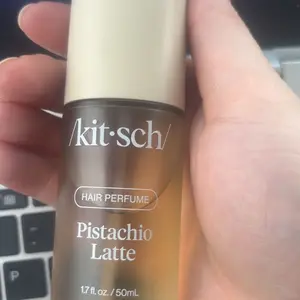 /kit·sch/
HAIR PERFUME
Pistachio
Latte
1.7 fl. oz. / 50mL